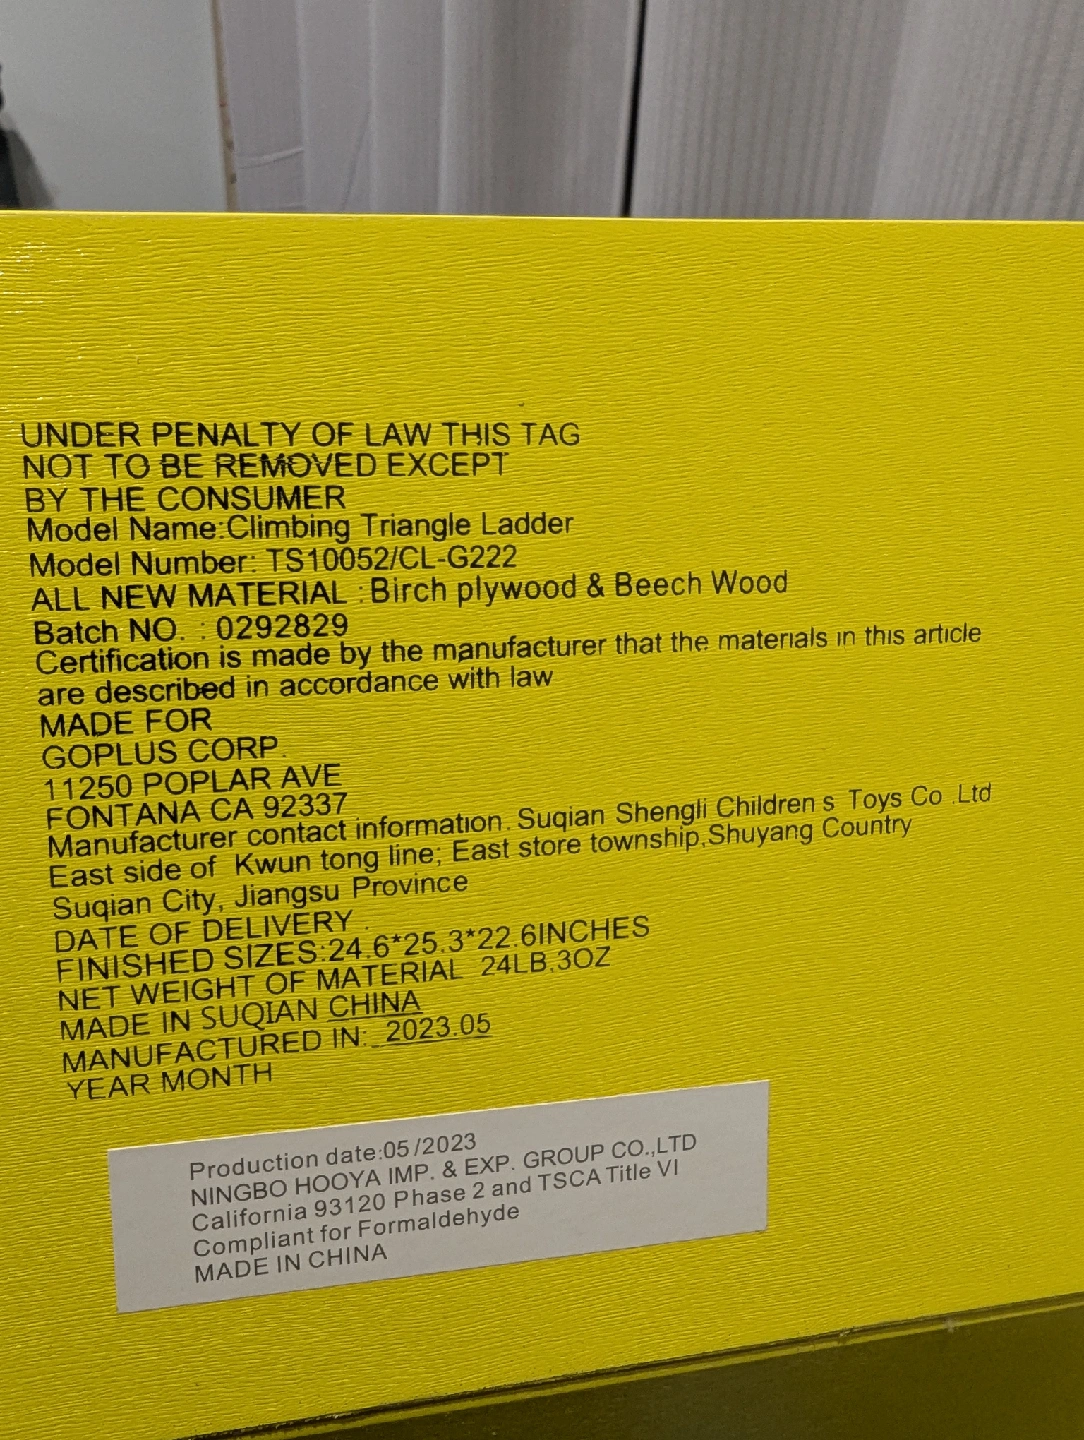 UNDER PENALTY OF LAW THIS TAG
NOT TO BE REMOVED EXCEPT
BY THE CONSUMER
Model Name:Climbing Triangle Ladder
Model Number: TS10052/CL-G222
ALL NEW MATERIAL :Birch plywood & Beech Wood
Batch NO. : 0292829
Certification is made by the manufacturer that the materials in this article
are described in accordance with law
MADE FOR
GOPLUS CORP.
11250 POPLAR AVE
FONTANA CA 92337
Manufacturer contact information. Suqian Shengli Children s Toys Co .Ltd
East side of Kwun tong line; East store township,Shuyang Country
Suqian City, Jiangsu Province
DATE OF DELIVERY .
FINISHED SIZES:24.6*25.3*22.6INCHES
NET WEIGHT OF MATERIAL 24LB.3OZ
MADE IN SUQIAN CHINA
MANUFACTURED IN: 2023.05
YEAR MONTH
Production date:05/2023
NINGBO HOOYA IMP. & EXP. GROUP CO.,LTD
California 93120 Phase 2 and TSCA Title VI
Compliant for Formaldehyde
MADE IN CHINA